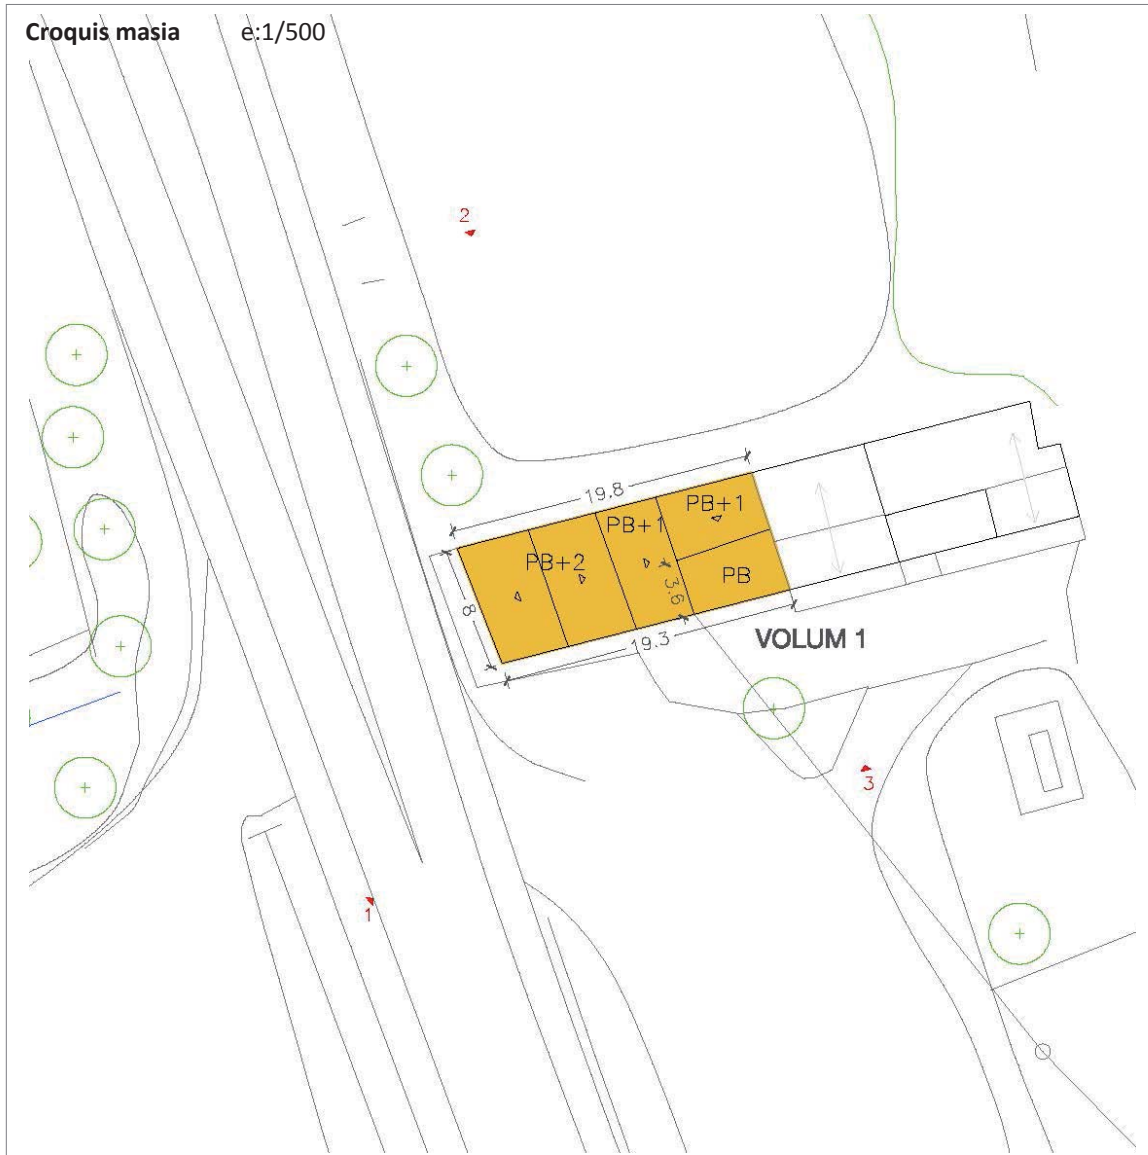 Croquis masia e:1/500
2
19.8
PB+1
PB+1
PB+2
PB
3.6
8
19.3
VOLUM 1
3
1